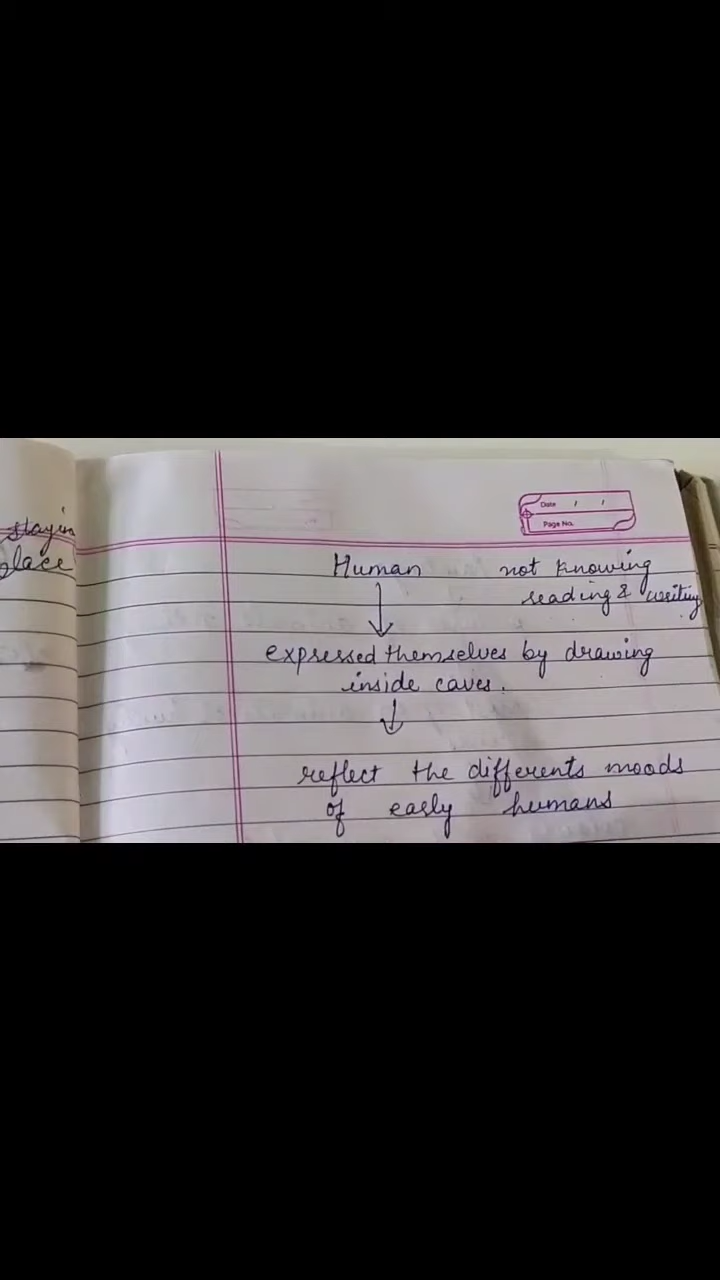 stayin
place
Date / /
Page No.
Human not knowing
reading & writing
expressed themselves by drawing
inside caves.
reflect the differents moods
of early humans